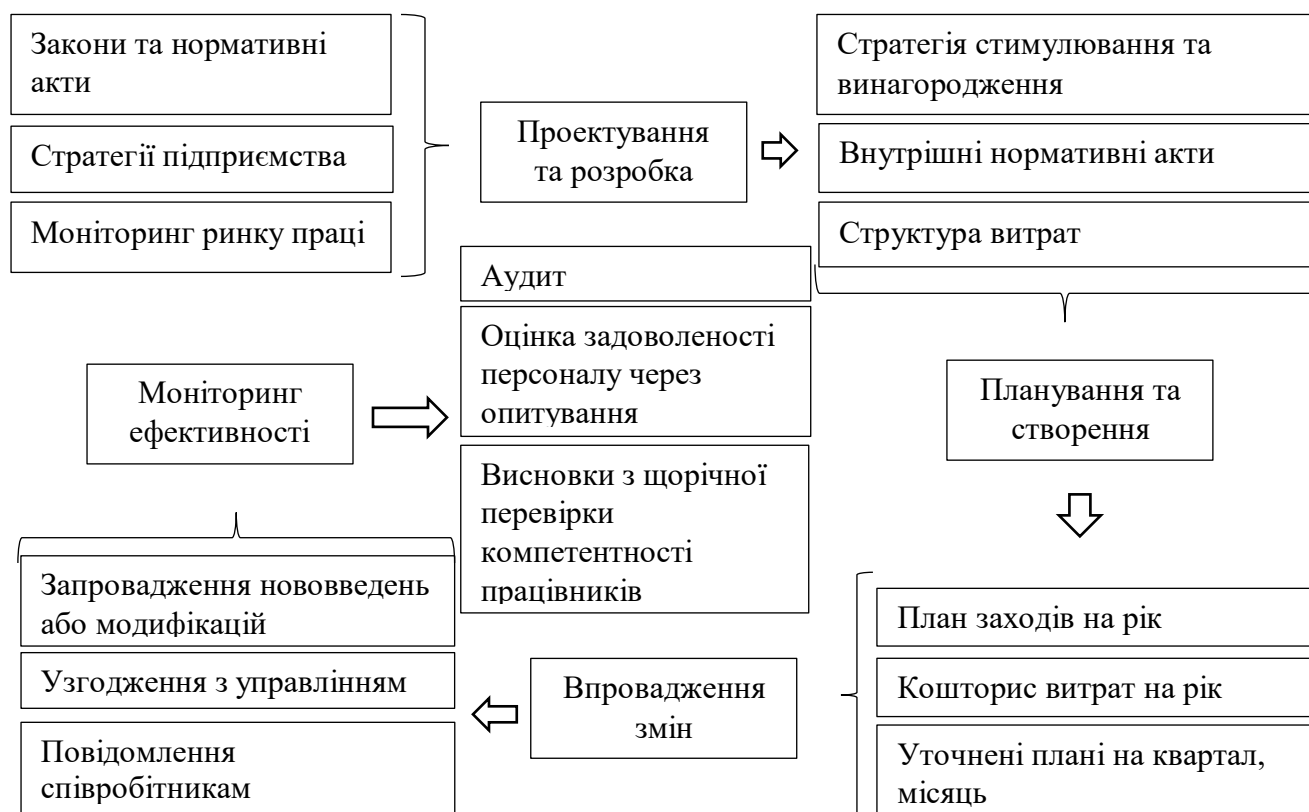 Закони та нормативні
акти
Стратегії підприємства
Моніторинг ринку праці
Проектування
та розробка
Стратегія стимулювання та
винагородження
Внутрішні нормативні акти
Структура витрат
Аудит
Оцінка задоволеності
персоналу через
опитування
Висновки з щорічної
перевірки
компетентності
працівників
Моніторинг
ефективності
Планування та
створення
Запровадження нововведень
або модифікацій
Узгодження з управлінням
Повідомлення
співробітникам
Впровадження
змін
План заходів на рік
Кошторис витрат на рік
Уточнені плані на квартал,
місяць